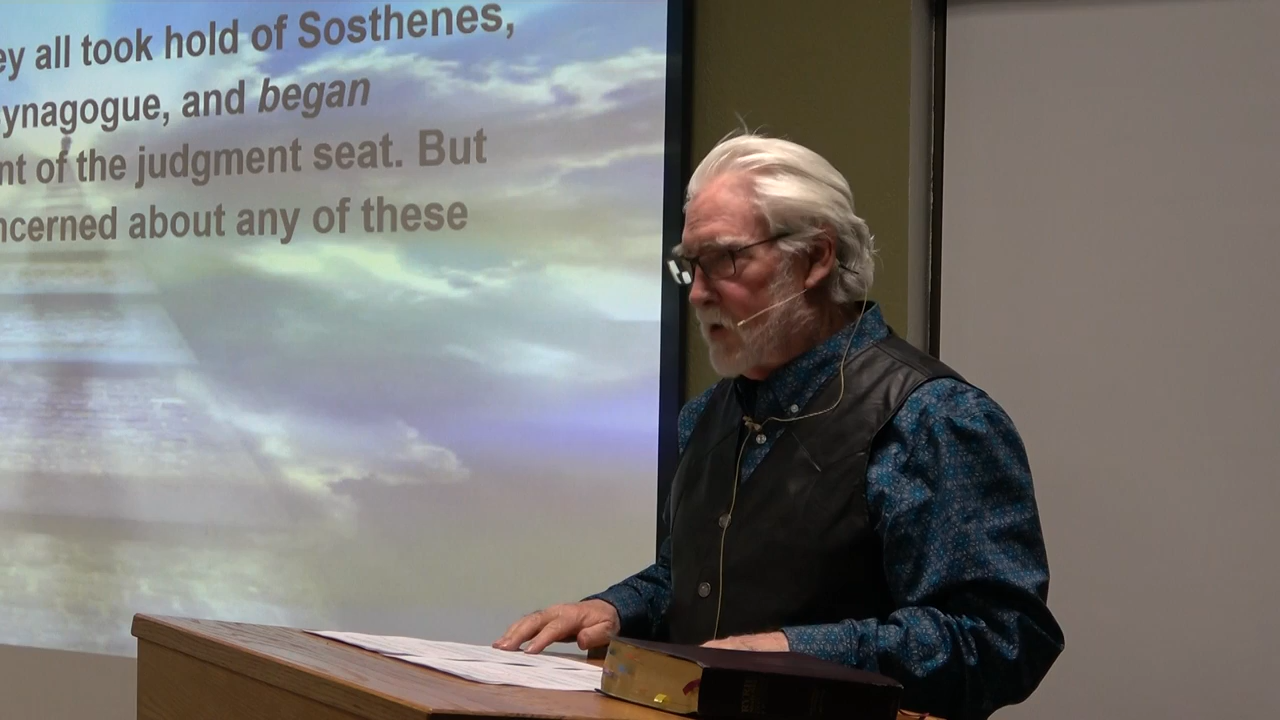 ey all took hold of Sosthenes,
ynagogue, and began
nt of the judgment seat. But
ncerned about any of these